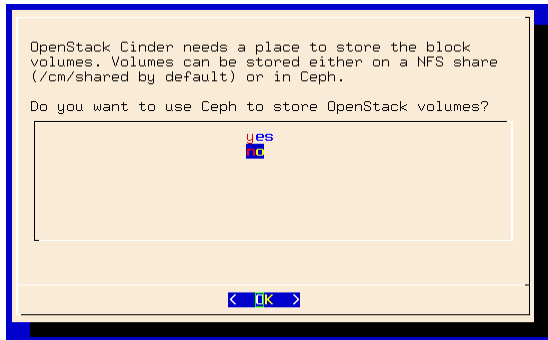 OpenStack Cinder needs a place to store the block
volumes. Volumes can be stored either on a NFS share
(/cm/shared by default) or in Ceph.
Do you want to use Ceph to store OpenStack volumes?
yes
no
< OK >